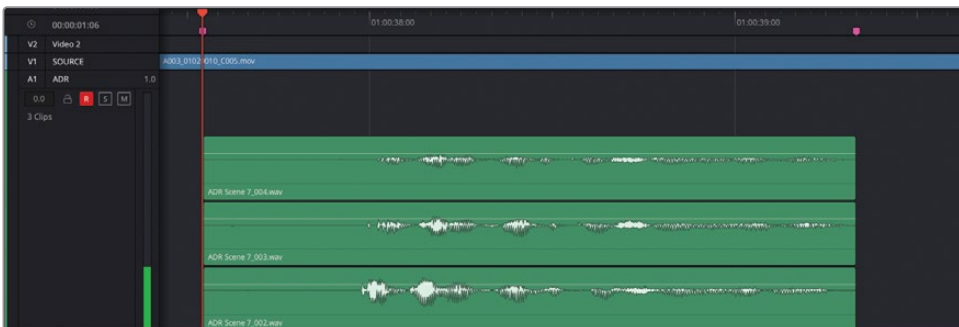 00:00:01:06
01:00:38:00
01:00:39:00
V2 Video 2
V1 SOURCE
A003_01029010_C005.mov
A1 ADR 1.0
0.0 R S M
3 Clips
ADR Scene 7_004.wav
ADR Scene 7_003.wav
ADR Scene 7_002.wav